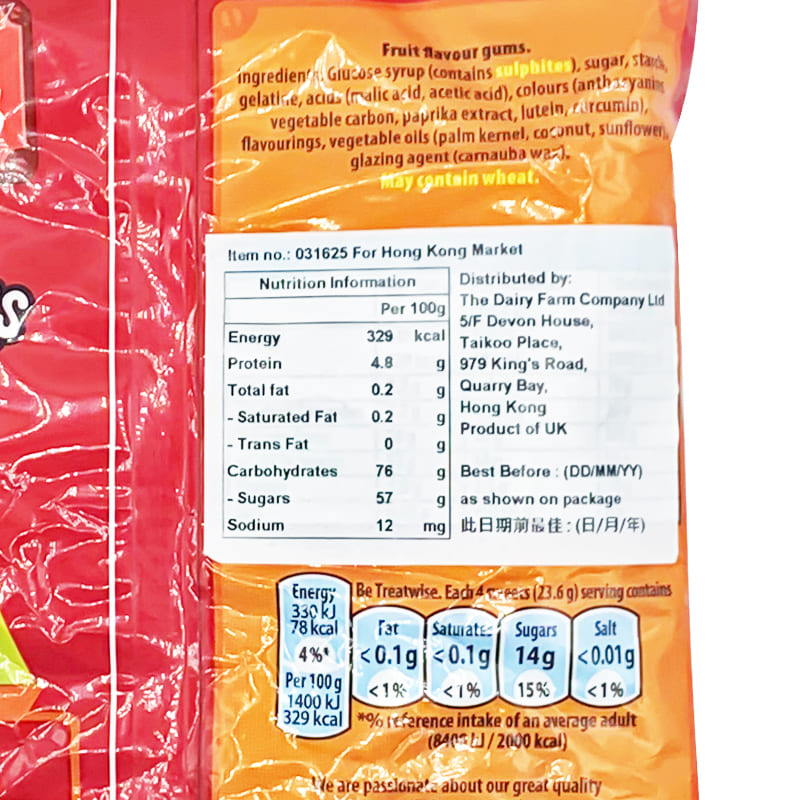 Fruit flavour gums.
Ingredients: Glucose syrup (contains sulphites), sugar, starch,
gelatine, acids (malic acid, acetic acid), colours (anthocyanins,
vegetable carbon, paprika extract, lutein, curcumin),
flavourings, vegetable oils (palm kernel, coconut, sunflower),
glazing agent (carnauba wax).
May contain wheat.
Item no.: 031625 For Hong Kong Market
Nutrition Information
Per 100g
Energy 329 kcal
Protein 4.8 g
Total fat 0.2 g
- Saturated Fat 0.2 g
- Trans Fat 0 g
Carbohydrates 76 g
- Sugars 57 g
Sodium 12 mg
Distributed by:
The Dairy Farm Company Ltd
5/F Devon House,
Taikoo Place,
979 King's Road,
Quarry Bay,
Hong Kong
Product of UK
Best Before : (DD/MM/YY)
as shown on package
此日期前最佳 : (日/月/年)
Be Treatwise. Each 4 sweets (23.6 g) serving contains
Energy
330 kJ
78 kcal
4%*
Per 100 g
1400 kJ
329 kcal
Fat
<0.1g
<1%
Saturates
<0.1g
<1%
Sugars
14g
15%
Salt
<0.01g
<1%
*% reference intake of an average adult
(8400 kJ / 2000 kcal)
We are passionate about our great quality